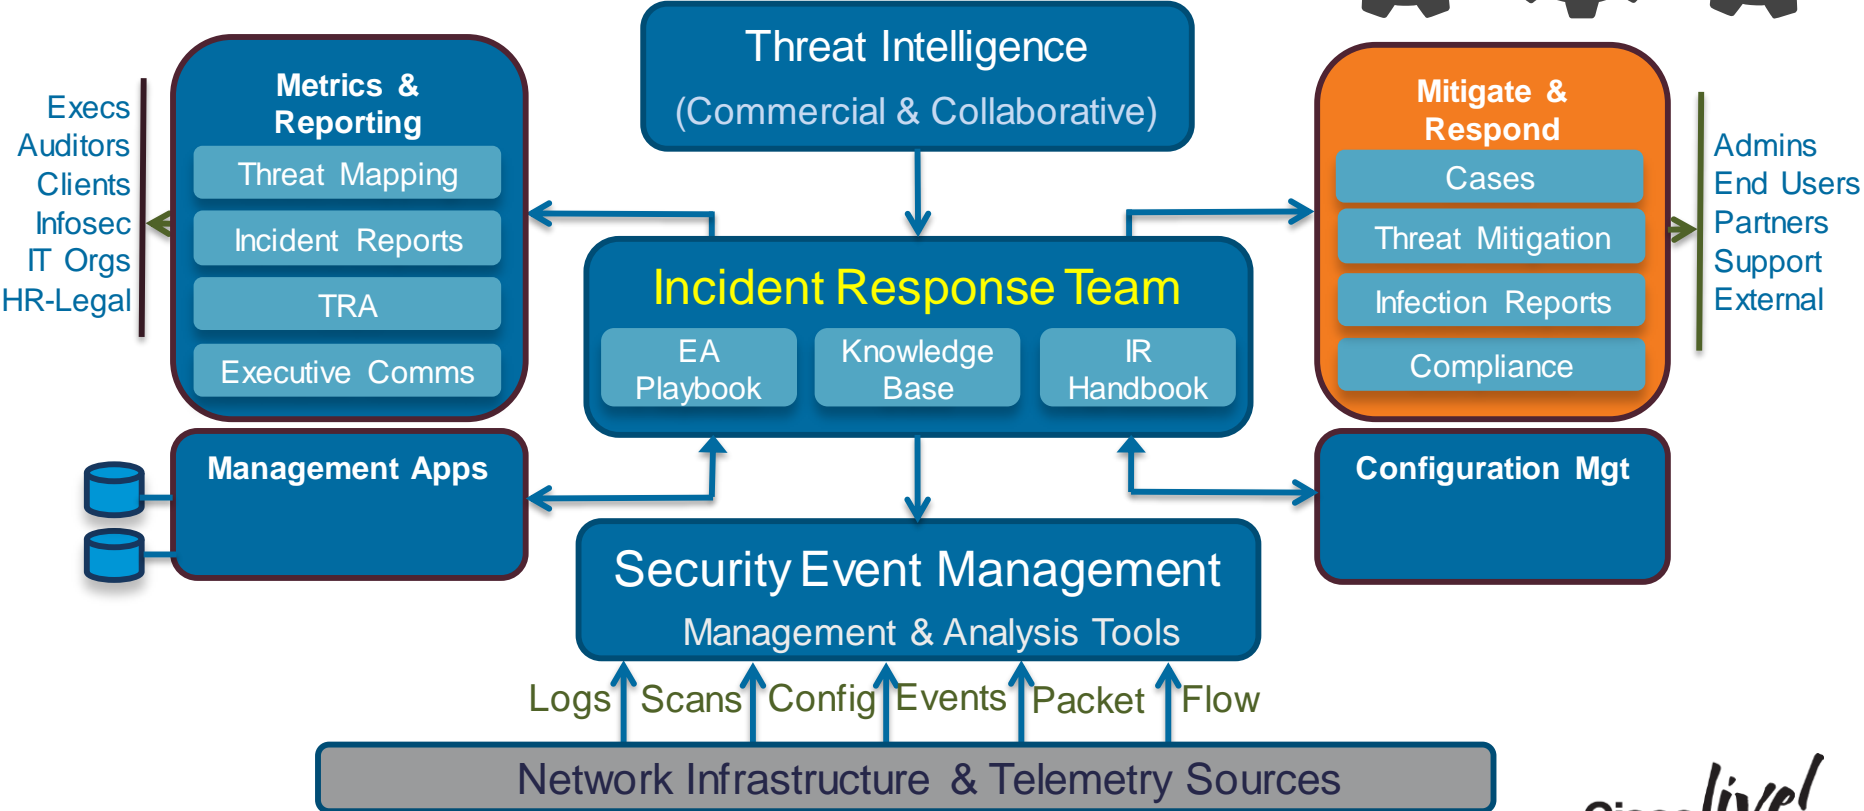 Threat Intelligence
(Commercial & Collaborative)
Metrics &
Reporting
Threat Mapping
Incident Reports
TRA
Executive Comms
Execs
Auditors
Clients
Infosec
IT Orgs
HR-Legal
Mitigate &
Respond
Cases
Threat Mitigation
Infection Reports
Compliance
Admins
End Users
Partners
Support
External
Incident Response Team
EA
Playbook
Knowledge
Base
IR
Handbook
Management Apps
Configuration Mgt
Security Event Management
Management & Analysis Tools
Logs Scans Config Events Packet Flow
Network Infrastructure & Telemetry Sources
Cisco live!